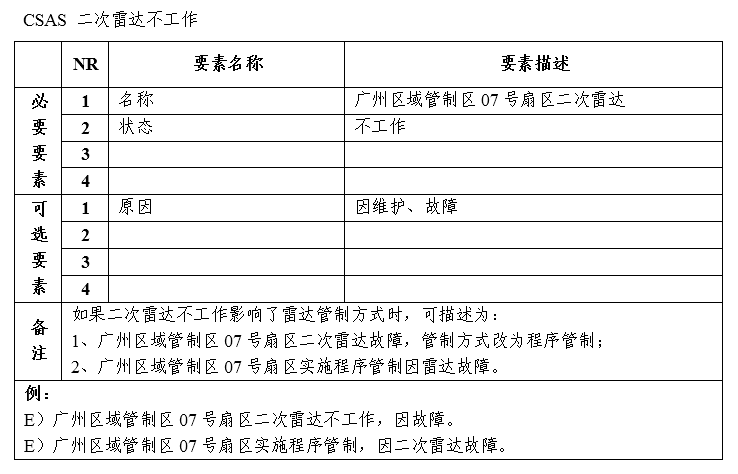 CSAS 二次雷达不工作
NR 要素名称 要素描述
必要要素
1 名称 广州区域管制区 07 号扇区二次雷达
2 状态 不工作
3
4
可选要素
1 原因 因维护、故障
2
3
4
备注
如果二次雷达不工作影响了雷达管制方式时，可描述为：
1、广州区域管制区 07 号扇区二次雷达故障，管制方式改为程序管制；
2、广州区域管制区 07 号扇区实施程序管制因雷达故障。
例：
E）广州区域管制区 07 号扇区二次雷达不工作，因故障。
E）广州区域管制区 07 号扇区实施程序管制，因二次雷达故障。